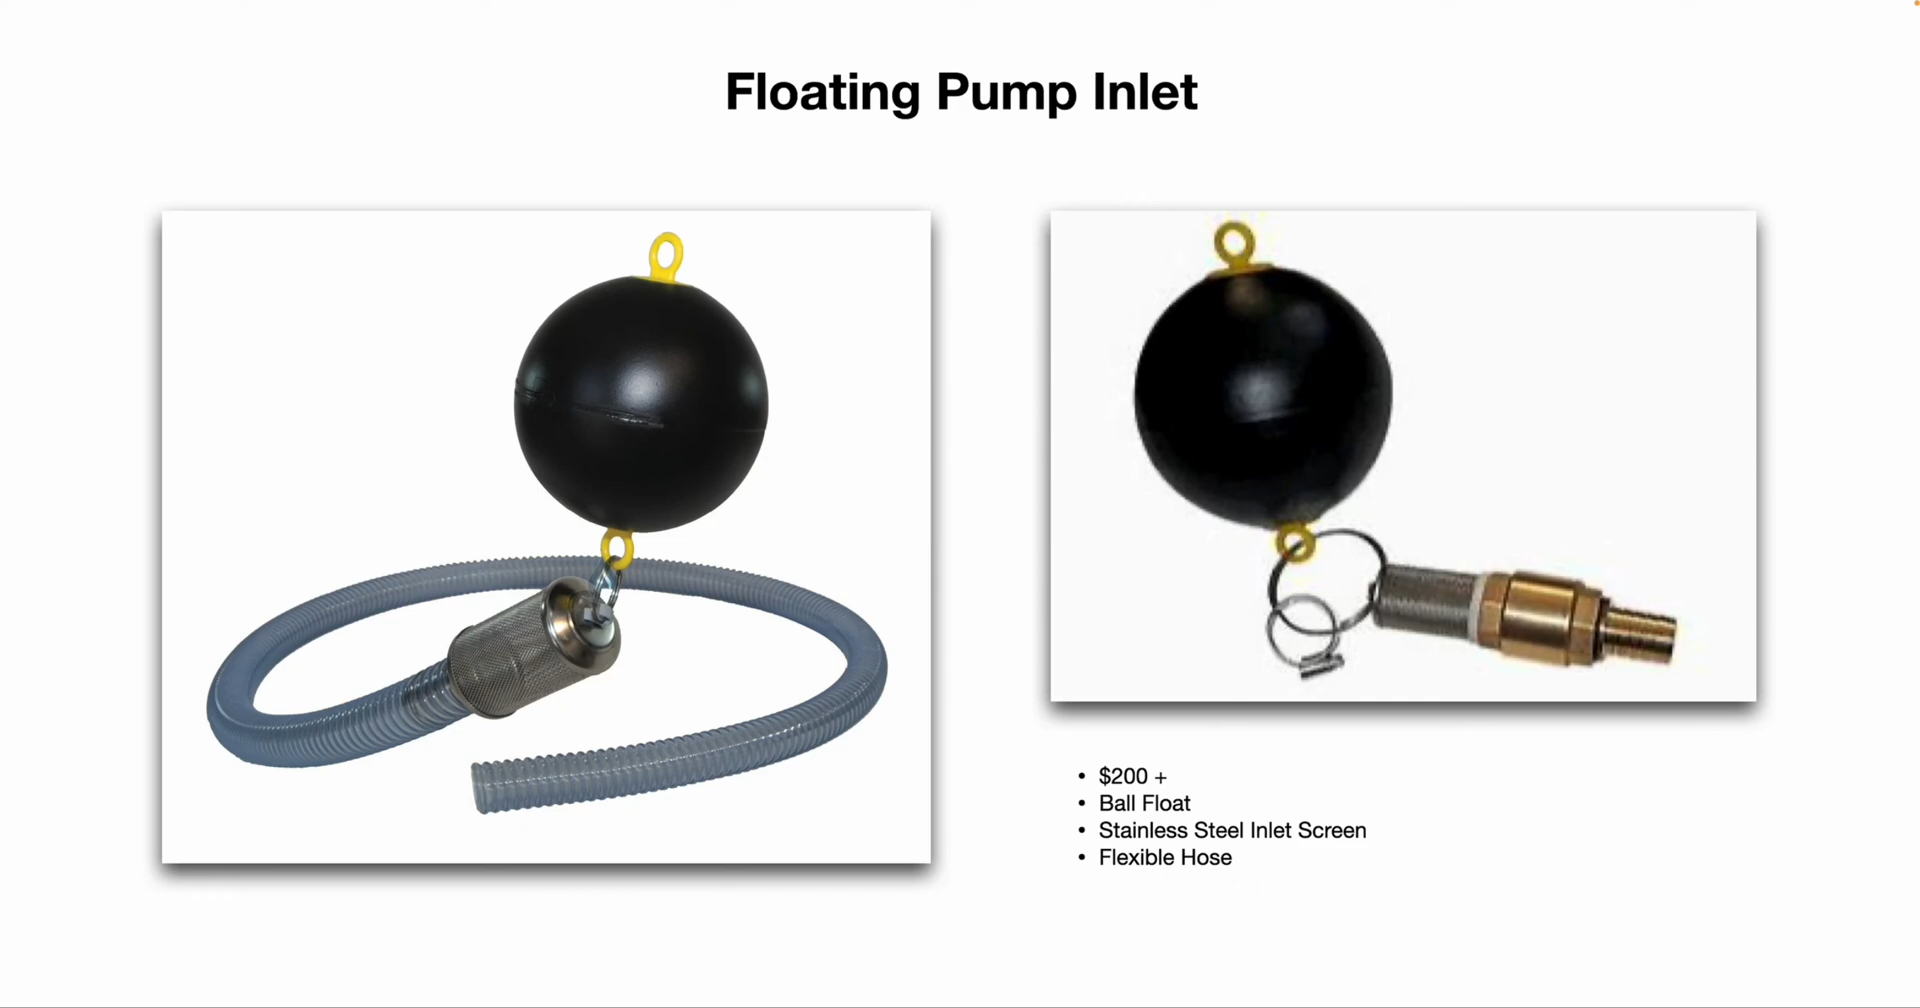 Floating Pump Inlet
• $200 +
• Ball Float
• Stainless Steel Inlet Screen
• Flexible Hose